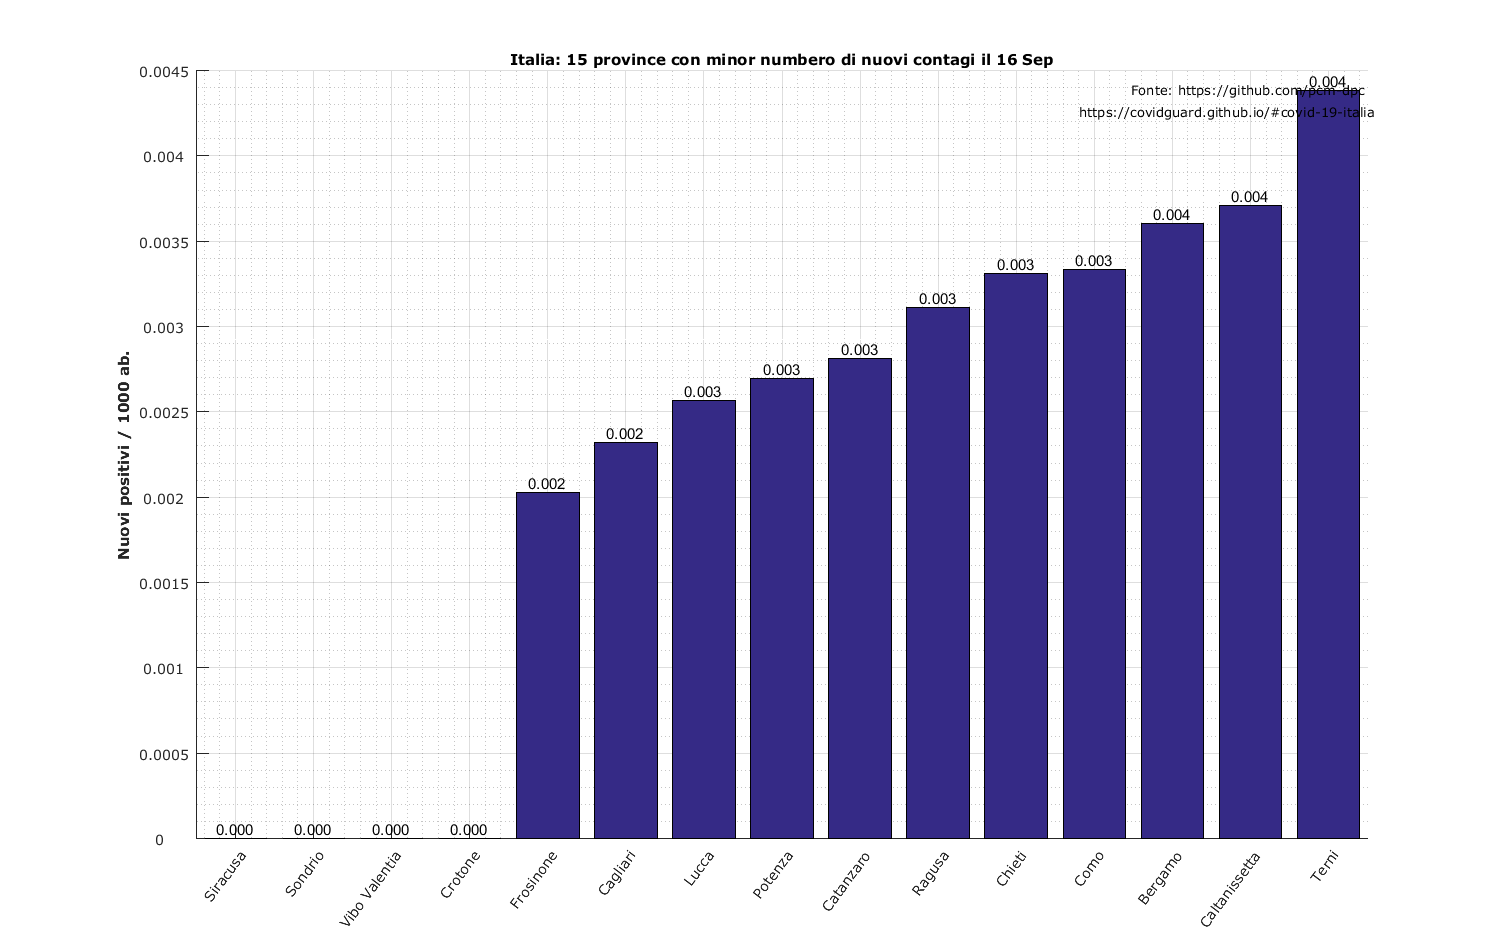 Italia: 15 province con minor numbero di nuovi contagi il 16 Sep
Fonte: https://github.com/pcm-dpc
https://covidguard.github.io/#covid-19-italia
Nuovi positivi / 1000 ab.
0.0045
0.004
0.0035
0.003
0.0025
0.002
0.0015
0.001
0.0005
0
0.000
0.000
0.000
0.000
0.002
0.002
0.003
0.003
0.003
0.003
0.003
0.003
0.004
0.004
0.004
Siracusa
Sondrio
Vibo Valentia
Crotone
Frosinone
Cagliari
Lucca
Potenza
Catanzaro
Ragusa
Chieti
Como
Bergamo
Caltanissetta
Terni